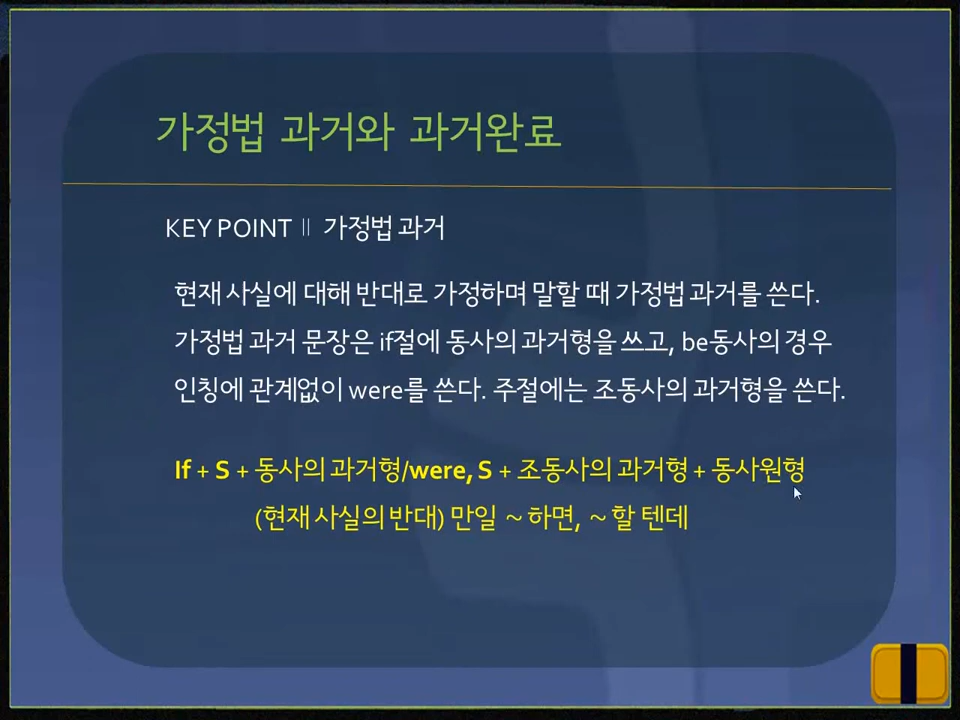 가정법 과거와 과거완료
KEY POINT Ⅱ 가정법 과거
현재 사실에 대해 반대로 가정하며 말할 때 가정법 과거를 쓴다.
가정법 과거 문장은 if절에 동사의 과거형을 쓰고, be동사의 경우
인칭에 관계없이 were를 쓴다. 주절에는 조동사의 과거형을 쓴다.
If + S + 동사의 과거형/were, S + 조동사의 과거형 + 동사원형
(현재 사실의 반대) 만일 ~ 하면, ~ 할 텐데